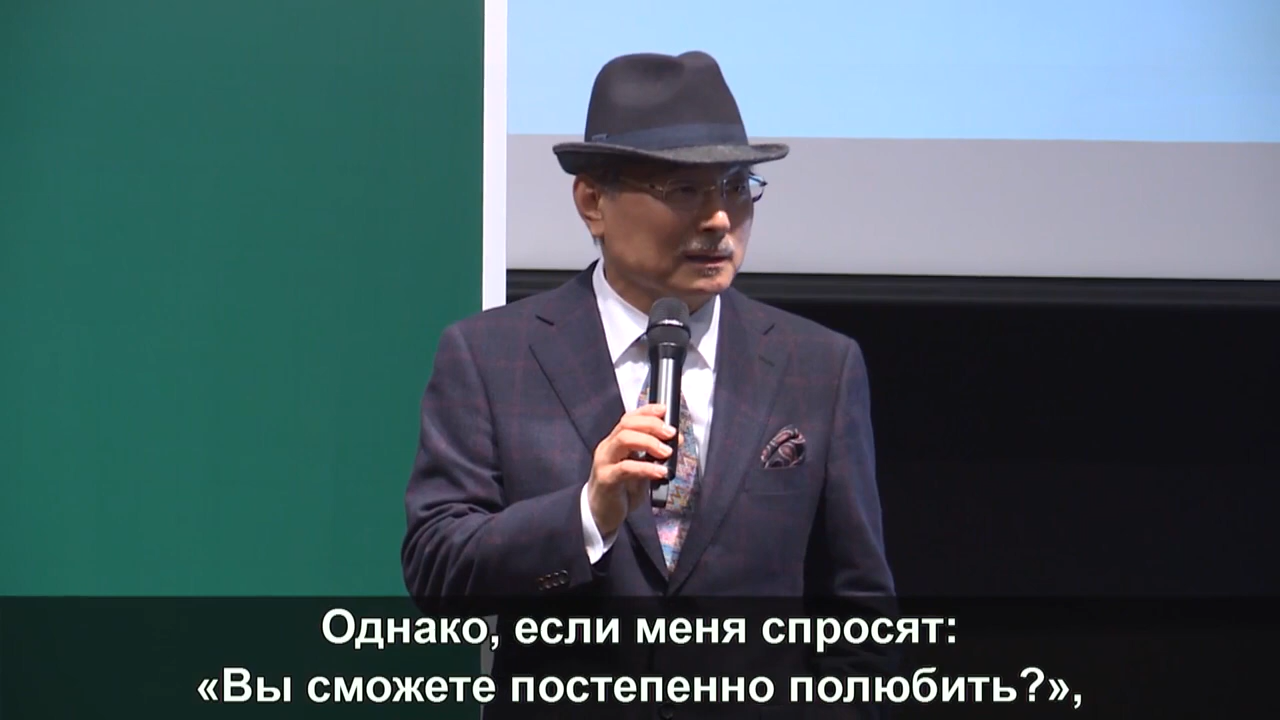 Однако, если меня спросят:
«Вы сможете постепенно полюбить?»,